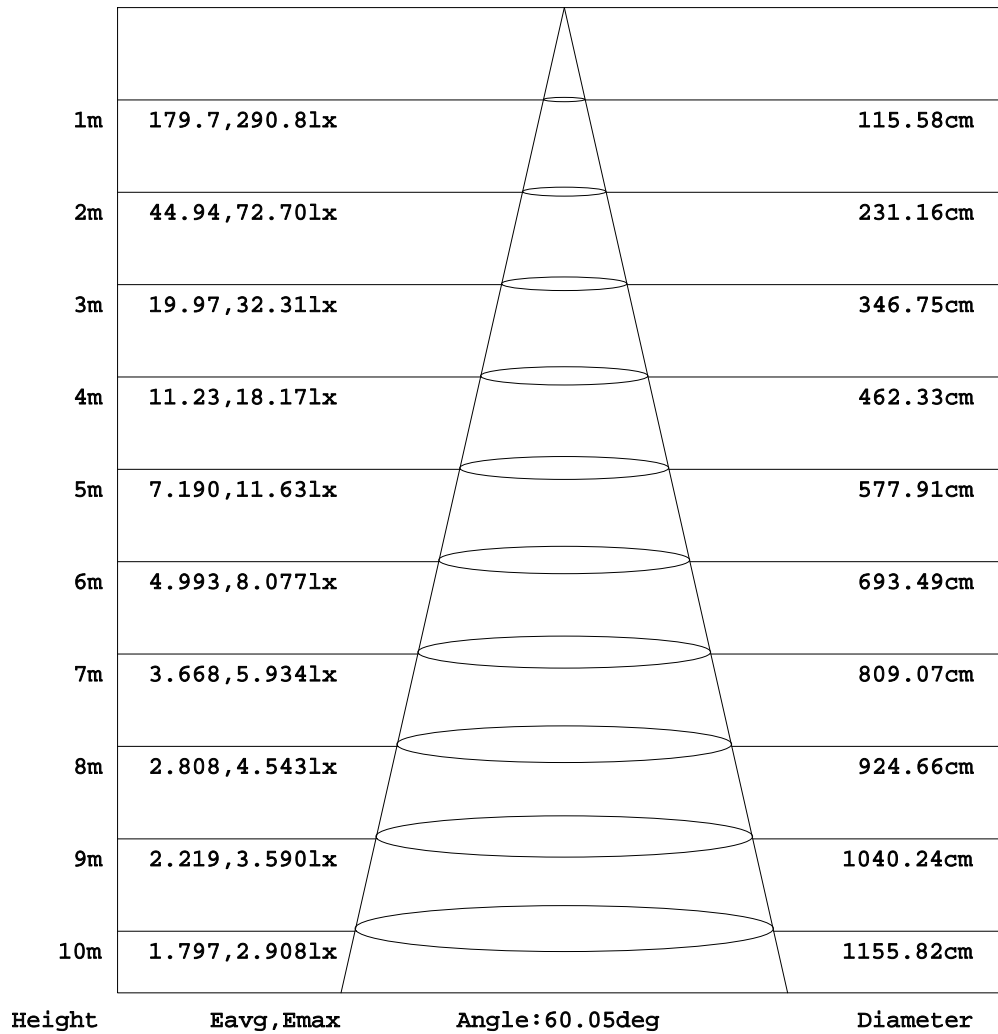 1m 179.7,290.8lx 115.58cm
2m 44.94,72.70lx 231.16cm
3m 19.97,32.31lx 346.75cm
4m 11.23,18.17lx 462.33cm
5m 7.190,11.63lx 577.91cm
6m 4.993,8.077lx 693.49cm
7m 3.668,5.934lx 809.07cm
8m 2.808,4.543lx 924.66cm
9m 2.219,3.590lx 1040.24cm
10m 1.797,2.908lx 1155.82cm
Height Eavg,Emax Angle:60.05deg Diameter